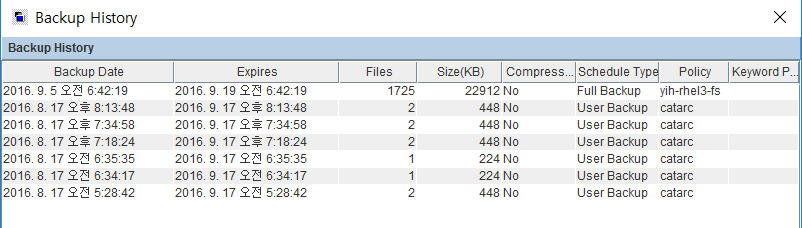 Backup History
Backup History
Backup Date Expires Files Size(KB) Compress... Schedule Type Policy Keyword P...
2016. 9. 5 오전 6:42:19 2016. 9. 19 오전 6:42:19 1725 22912 No Full Backup yih-rhel3-fs
2016. 8. 17 오후 8:13:48 2016. 9. 17 오후 8:13:48 2 448 No User Backup catarc
2016. 8. 17 오후 7:34:58 2016. 9. 17 오후 7:34:58 2 448 No User Backup catarc
2016. 8. 17 오후 7:18:24 2016. 9. 17 오후 7:18:24 2 448 No User Backup catarc
2016. 8. 17 오전 6:35:35 2016. 9. 17 오전 6:35:35 1 224 No User Backup catarc
2016. 8. 17 오전 6:34:17 2016. 9. 17 오전 6:34:17 1 224 No User Backup catarc
2016. 8. 17 오전 5:28:42 2016. 9. 17 오전 5:28:42 2 448 No User Backup catarc